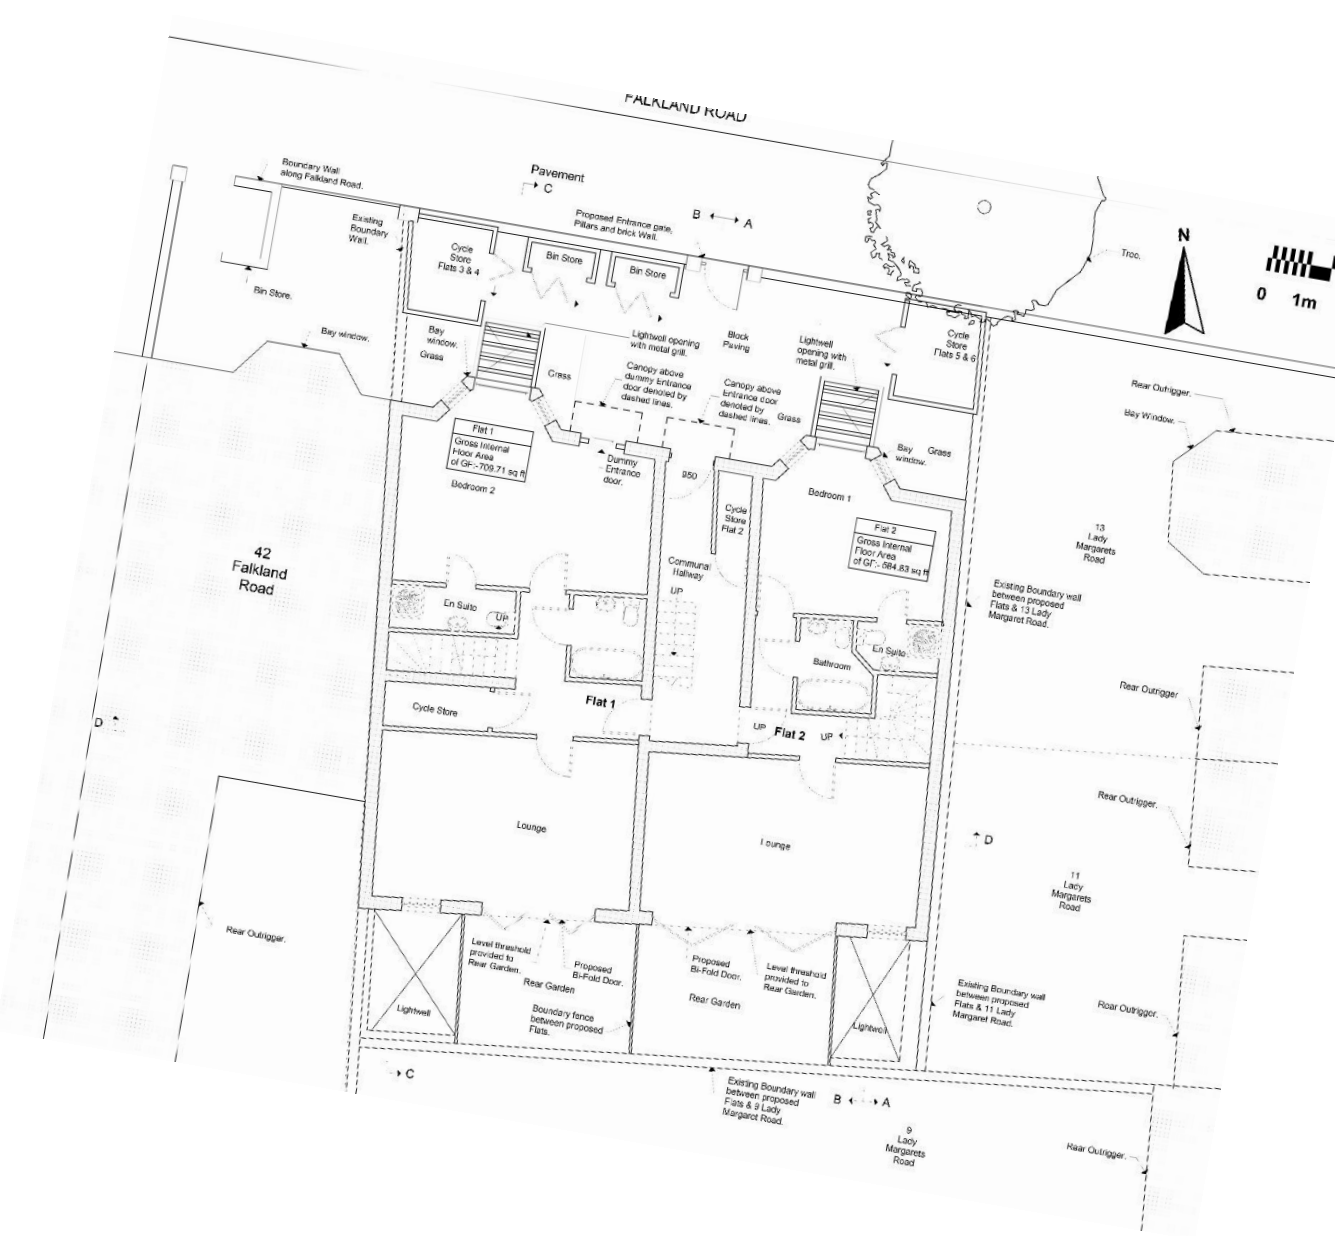 FALKLAND ROAD
Boundary Wall
along Falkland Road.
Pavement
C
Existing
Boundary
Wall.
Proposed Entrance gate,
Pillars and brick Wall.
B
A
N
Tree.
0
1m
Cycle
Store
Flats 3 & 4
Bin Store
Bin Store
Bin Store.
Bay window.
Bay
window.
Grass
Lightwell opening
with metal grill.
Block
Paving
Lightwell
opening with
metal grill.
Cycle
Store
Flats 5 & 6
Grass
Canopy above
dummy Entrance
door denoted by
dashed lines.
Canopy above
Entrance door
denoted by
dashed lines.
Grass
Bay
window.
Grass
Rear Outrigger.
Bay Window.
Flat 1
Gross Internal
Floor Area
of GF:-709.71 sq ft
Bedroom 2
Dummy
Entrance
door.
950
Cycle
Store
Flat 2
Bedroom 1
Flat 2
Gross Internal
Floor Area
of GF:- 584.83 sq ft
13
Lady
Margarets
Road
42
Falkland
Road
Communal
Hallway
UP
Existing Boundary wall
between proposed
Flats & 13 Lady
Margaret Road.
En Suite
UP
Bathroom
En Suite
Rear Outrigger
Cycle Store
Flat 1
UP
Flat 2
UP
D
Rear Outrigger.
Lounge
Lounge
D
11
Lady
Margarets
Road
Rear Outrigger.
Level threshold
provided to
Rear Garden.
Proposed
Bi-Fold Door.
Rear Garden
Proposed
Bi-Fold Door.
Level threshold
provided to
Rear Garden.
Rear Garden
Lightwell
Boundary fence
between proposed
Flats.
Lightwell
Existing Boundary wall
between proposed
Flats & 11 Lady
Margaret Road.
Rear Outrigger.
C
Existing Boundary wall
between proposed
Flats & 9 Lady
Margaret Road.
B
A
9
Lady
Margarets
Road
Rear Outrigger.